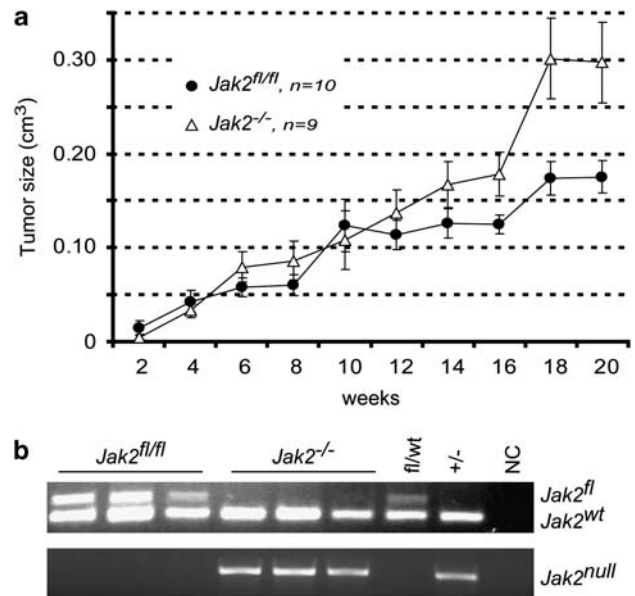 a
Tumor size (cm³)
0.30
0.20
0.10
0
Jak2fl/fl, n=10
Jak2-/-, n=9
2 4 6 8 10 12 14 16 18 20
weeks
b
Jak2fl/fl
Jak2-/-
fl/wt
+/-
NC
Jak2fl
Jak2wt
Jak2null